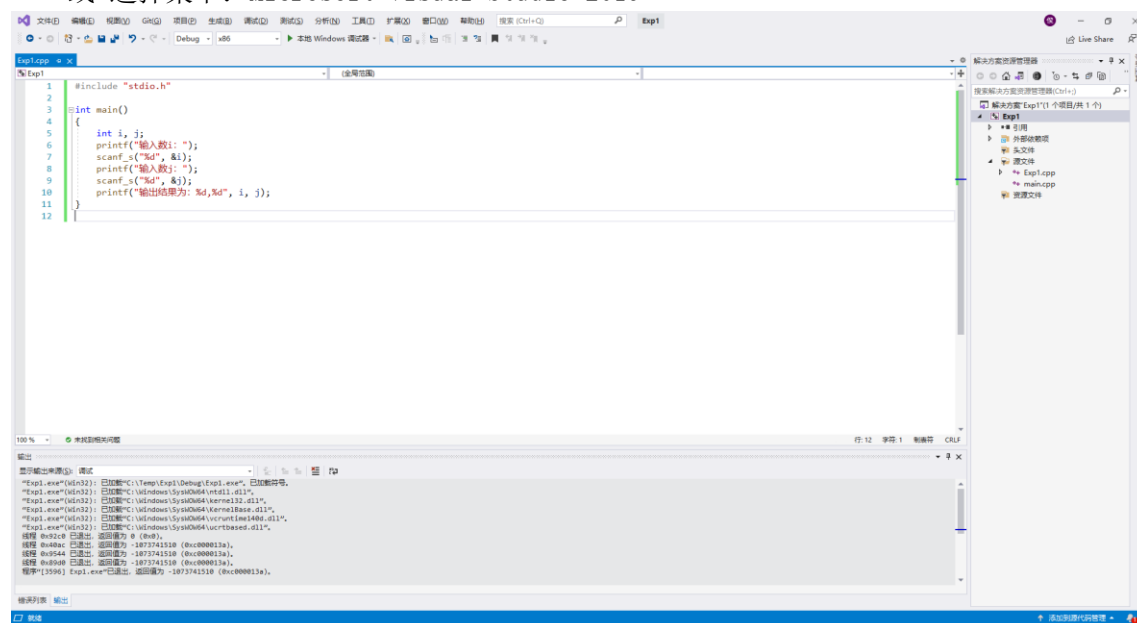 文件(F) 编辑(E) 视图(V) Git(G) 项目(P) 生成(B) 调试(D) 测试(S) 分析(N) 工具(T) 扩展(X) 窗口(W) 帮助(H) 搜索 (Ctrl+Q) Exp1
Debug x86 本地 Windows 调试器 Live Share
Exp1.cpp
Exp1 (全局范围)
1 #include "stdio.h"
2
3 int main()
4 {
5 int i, j;
6 printf("输入数i: ");
7 scanf_s("%d", &i);
8 printf("输入数j: ");
9 scanf_s("%d", &j);
10 printf("输出结果为: %d,%d", i, j);
11 }
12
100 % 未找到相关问题 行: 12 字符: 1 制表符 CRLF
输出
显示输出来源(S): 调试
"Exp1.exe"(Win32): 已加载"C:\Temp\Exp1\Debug\Exp1.exe"。已加载符号。
"Exp1.exe"(Win32): 已加载"C:\Windows\SysWOW64\ntdll.dll"。
"Exp1.exe"(Win32): 已加载"C:\Windows\SysWOW64\kernel32.dll"。
"Exp1.exe"(Win32): 已加载"C:\Windows\SysWOW64\KernelBase.dll"。
"Exp1.exe"(Win32): 已加载"C:\Windows\SysWOW64\vcruntime140d.dll"。
"Exp1.exe"(Win32): 已加载"C:\Windows\SysWOW64\ucrtbased.dll"。
线程 0x92c0 已退出，返回值为 0 (0x0)。
线程 0x40ac 已退出，返回值为 -1073741510 (0xc000013a)。
线程 0x9544 已退出，返回值为 -1073741510 (0xc000013a)。
线程 0x89d0 已退出，返回值为 -1073741510 (0xc000013a)。
程序"[3596] Exp1.exe"已退出，返回值为 -1073741510 (0xc000013a)。
错误列表 输出
就绪 添加到源代码管理
解决方案资源管理器
搜索解决方案资源管理器(Ctrl+;)
解决方案"Exp1"(1 个项目/共 1 个)
Exp1
引用
外部依赖项
头文件
源文件
Exp1.cpp
main.cpp
资源文件